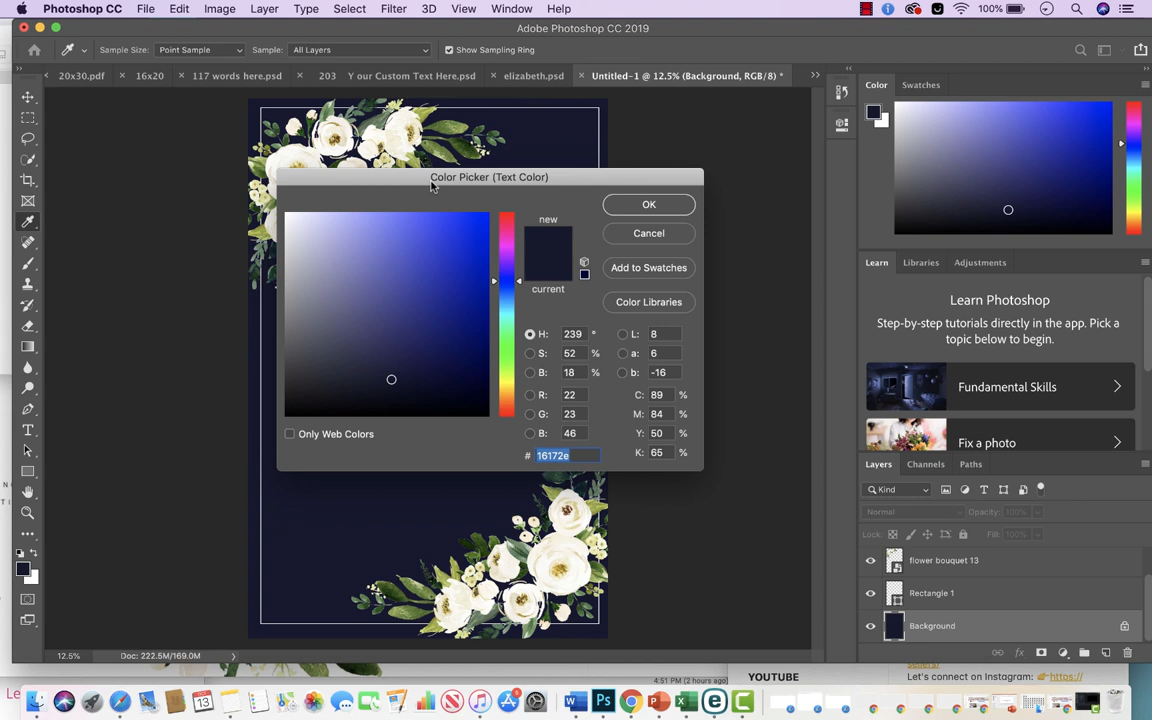 Photoshop CC File Edit Image Layer Type Select Filter 3D View Window Help 100%
Adobe Photoshop CC 2019
Sample Size: Point Sample Sample: All Layers Show Sampling Ring
20x30.pdf × 16x20 × 117 words here.psd × 203 Y our Custom Text Here.psd × elizabeth.psd × Untitled-1 @ 12.5% (Background, RGB/8) *
Color Swatches
Color Picker (Text Color)
new
current
OK
Cancel
Add to Swatches
Color Libraries
H: 239 ° L: 8
S: 52 % a: 6
B: 18 % b: -16
R: 22 C: 89 %
G: 23 M: 84 %
B: 46 Y: 50 %
# 16172e K: 65 %
Only Web Colors
Learn Libraries Adjustments
Learn Photoshop
Step-by-step tutorials directly in the app. Pick a
topic below to begin.
Fundamental Skills
Fix a photo
Layers Channels Paths
Kind
Normal Opacity: 100%
Lock: Fill: 100%
flower bouquet 13
Rectangle 1
Background
12.5% Doc: 222.5M/169.0M
4:51 PM (2 hours ago)
YOUTUBE
Let's connect on Instagram: https://